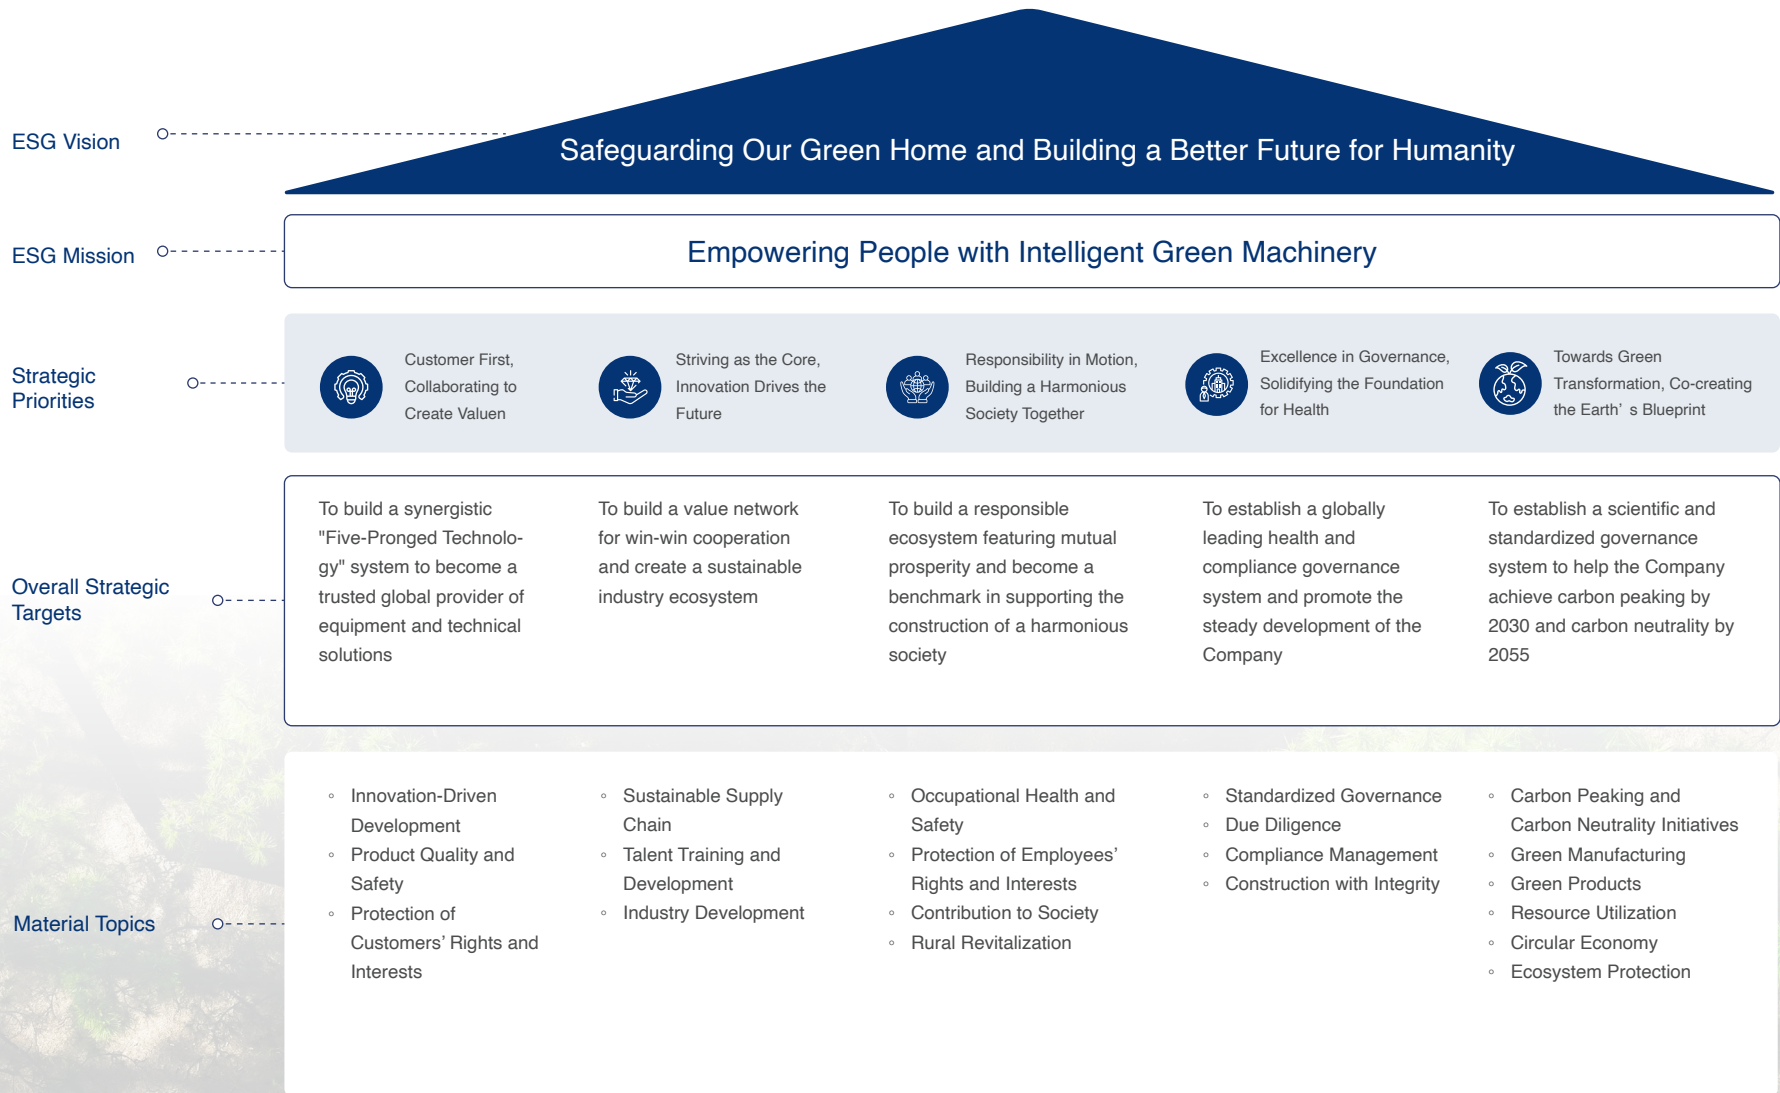 ESG Vision
Safeguarding Our Green Home and Building a Better Future for Humanity
ESG Mission
Empowering People with Intelligent Green Machinery
Strategic
Priorities
Customer First,
Collaborating to
Create Valuen
Striving as the Core,
Innovation Drives the
Future
Responsibility in Motion,
Building a Harmonious
Society Together
Excellence in Governance,
Solidifying the Foundation
for Health
Towards Green
Transformation, Co-creating
the Earth’ s Blueprint
Overall Strategic
Targets
To build a synergistic
"Five-Pronged Technolo-
gy" system to become a
trusted global provider of
equipment and technical
solutions
To build a value network
for win-win cooperation
and create a sustainable
industry ecosystem
To build a responsible
ecosystem featuring mutual
prosperity and become a
benchmark in supporting the
construction of a harmonious
society
To establish a globally
leading health and
compliance governance
system and promote the
steady development of the
Company
To establish a scientific and
standardized governance
system to help the Company
achieve carbon peaking by
2030 and carbon neutrality by
2055
Material Topics
◦ Innovation-Driven
Development
◦ Product Quality and
Safety
◦ Protection of
Customers’ Rights and
Interests
◦ Sustainable Supply
Chain
◦ Talent Training and
Development
◦ Industry Development
◦ Occupational Health and
Safety
◦ Protection of Employees’
Rights and Interests
◦ Contribution to Society
◦ Rural Revitalization
◦ Standardized Governance
◦ Due Diligence
◦ Compliance Management
◦ Construction with Integrity
◦ Carbon Peaking and
Carbon Neutrality Initiatives
◦ Green Manufacturing
◦ Green Products
◦ Resource Utilization
◦ Circular Economy
◦ Ecosystem Protection